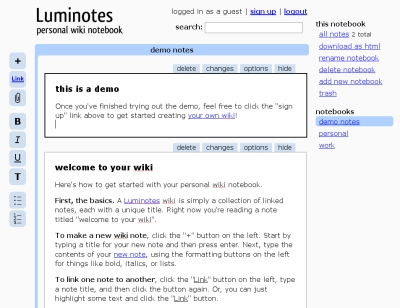 Luminotes
personal wiki notebook
logged in as a guest | sign up | logout
search:
this notebook
all notes 2 total
download as html
rename notebook
delete notebook
add new notebook
trash
notebooks
demo notes
personal
work
+
Link
B
I
U
T
demo notes
delete changes options hide
this is a demo
Once you've finished trying out the demo, feel free to click the "sign
up" link above to get started creating your own wiki!
delete changes options hide
welcome to your wiki
Here's how to get started with your personal wiki notebook.
First, the basics. A Luminotes wiki is simply a collection of linked
notes, each with a unique title. Right now you're reading a note
titled "welcome to your wiki".
To make a new wiki note, click the "+" button on the left. Start by
typing a title for your new note and then press enter. Next, type the
contents of your new note, using the formatting buttons on the left
for things like bold, italics, or lists.
To link one note to another, click the "Link" button on the left, type
a note title, and then click the button again. Or, you can just
highlight some text and click the "Link" button.